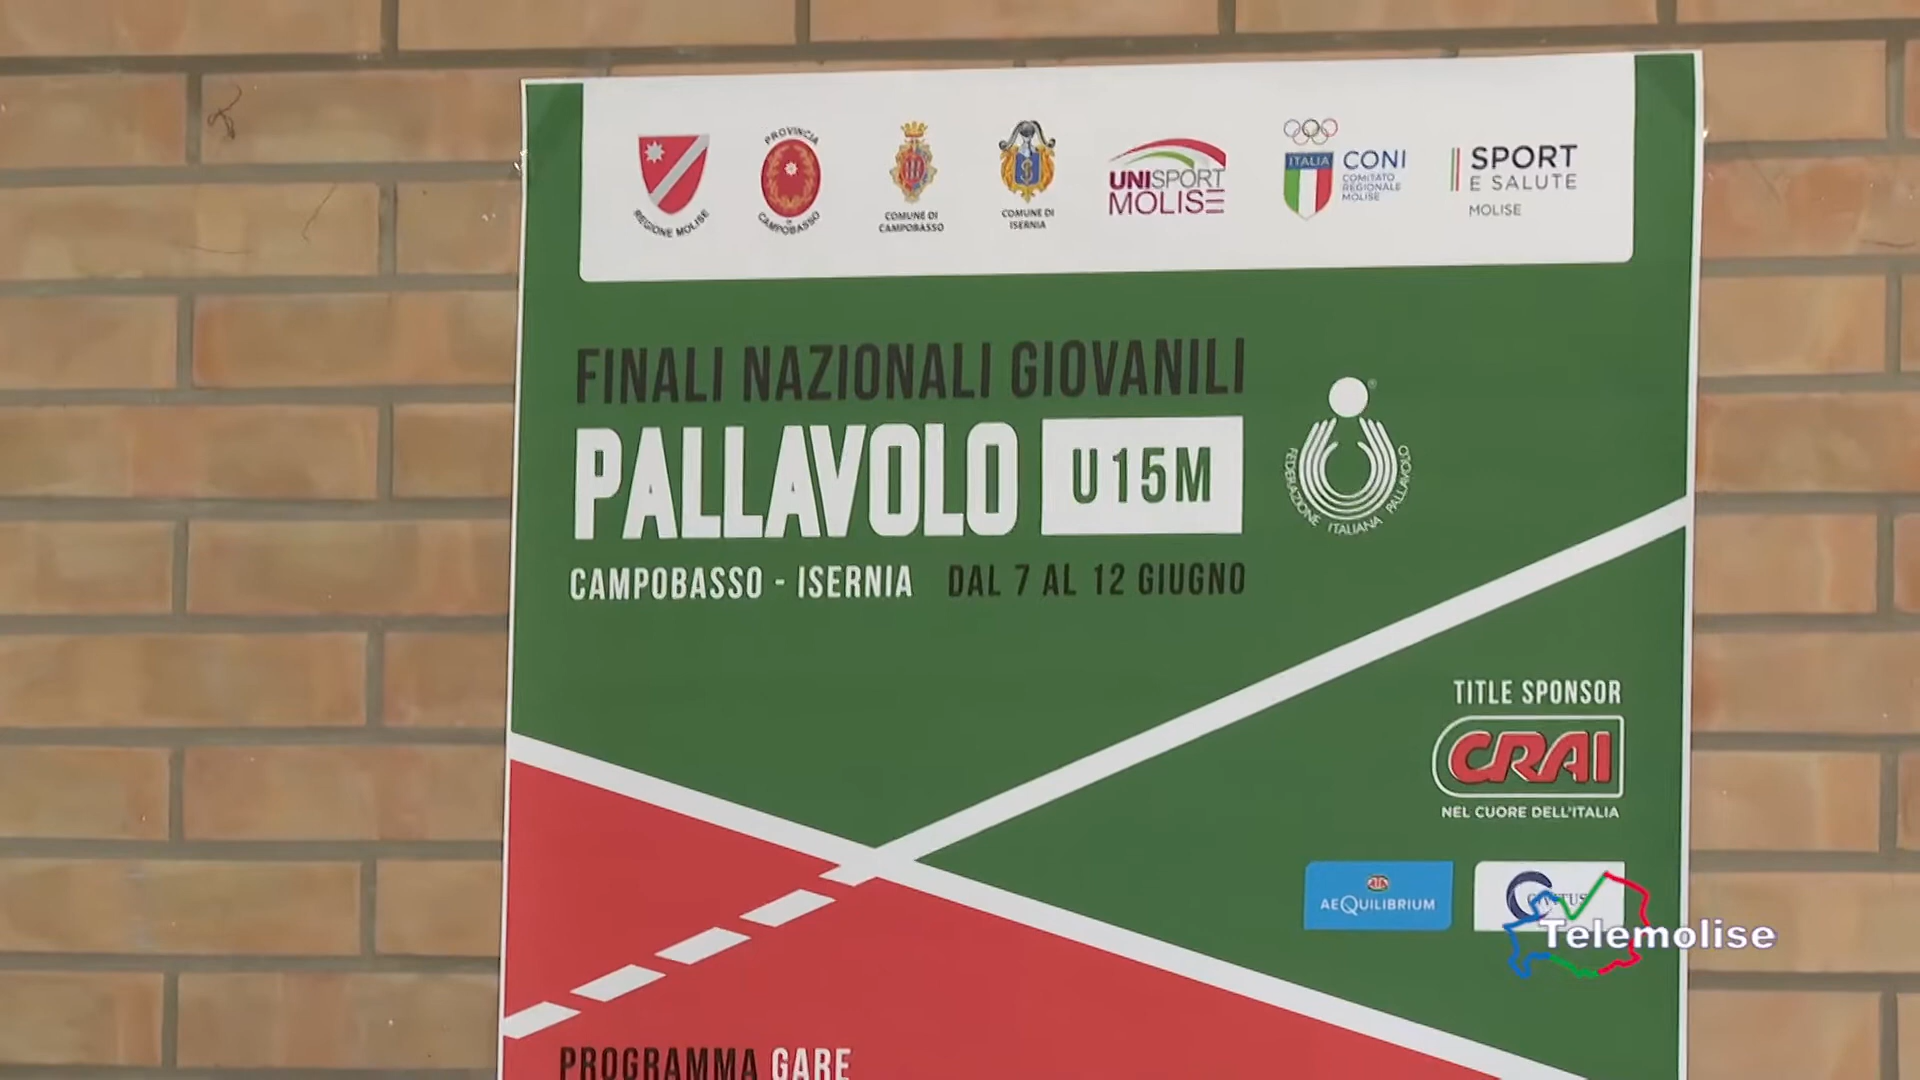 REGIONE MOLISE
PROVINCIA
DI
CAMPOBASSO
COMUNE DI
CAMPOBASSO
COMUNE DI
ISERNIA
UNISPORT
MOLISE
ITALIA
CONI
COMITATO
REGIONALE
MOLISE
SPORT
E SALUTE
MOLISE
FINALI NAZIONALI GIOVANILI
PALLAVOLO U15M
FEDERAZIONE ITALIANA PALLAVOLO
CAMPOBASSO - ISERNIA DAL 7 AL 12 GIUGNO
TITLE SPONSOR
CRAI
NEL CUORE DELL'ITALIA
AEQUILIBRIUM
Telemolise
PROGRAMMA GARE